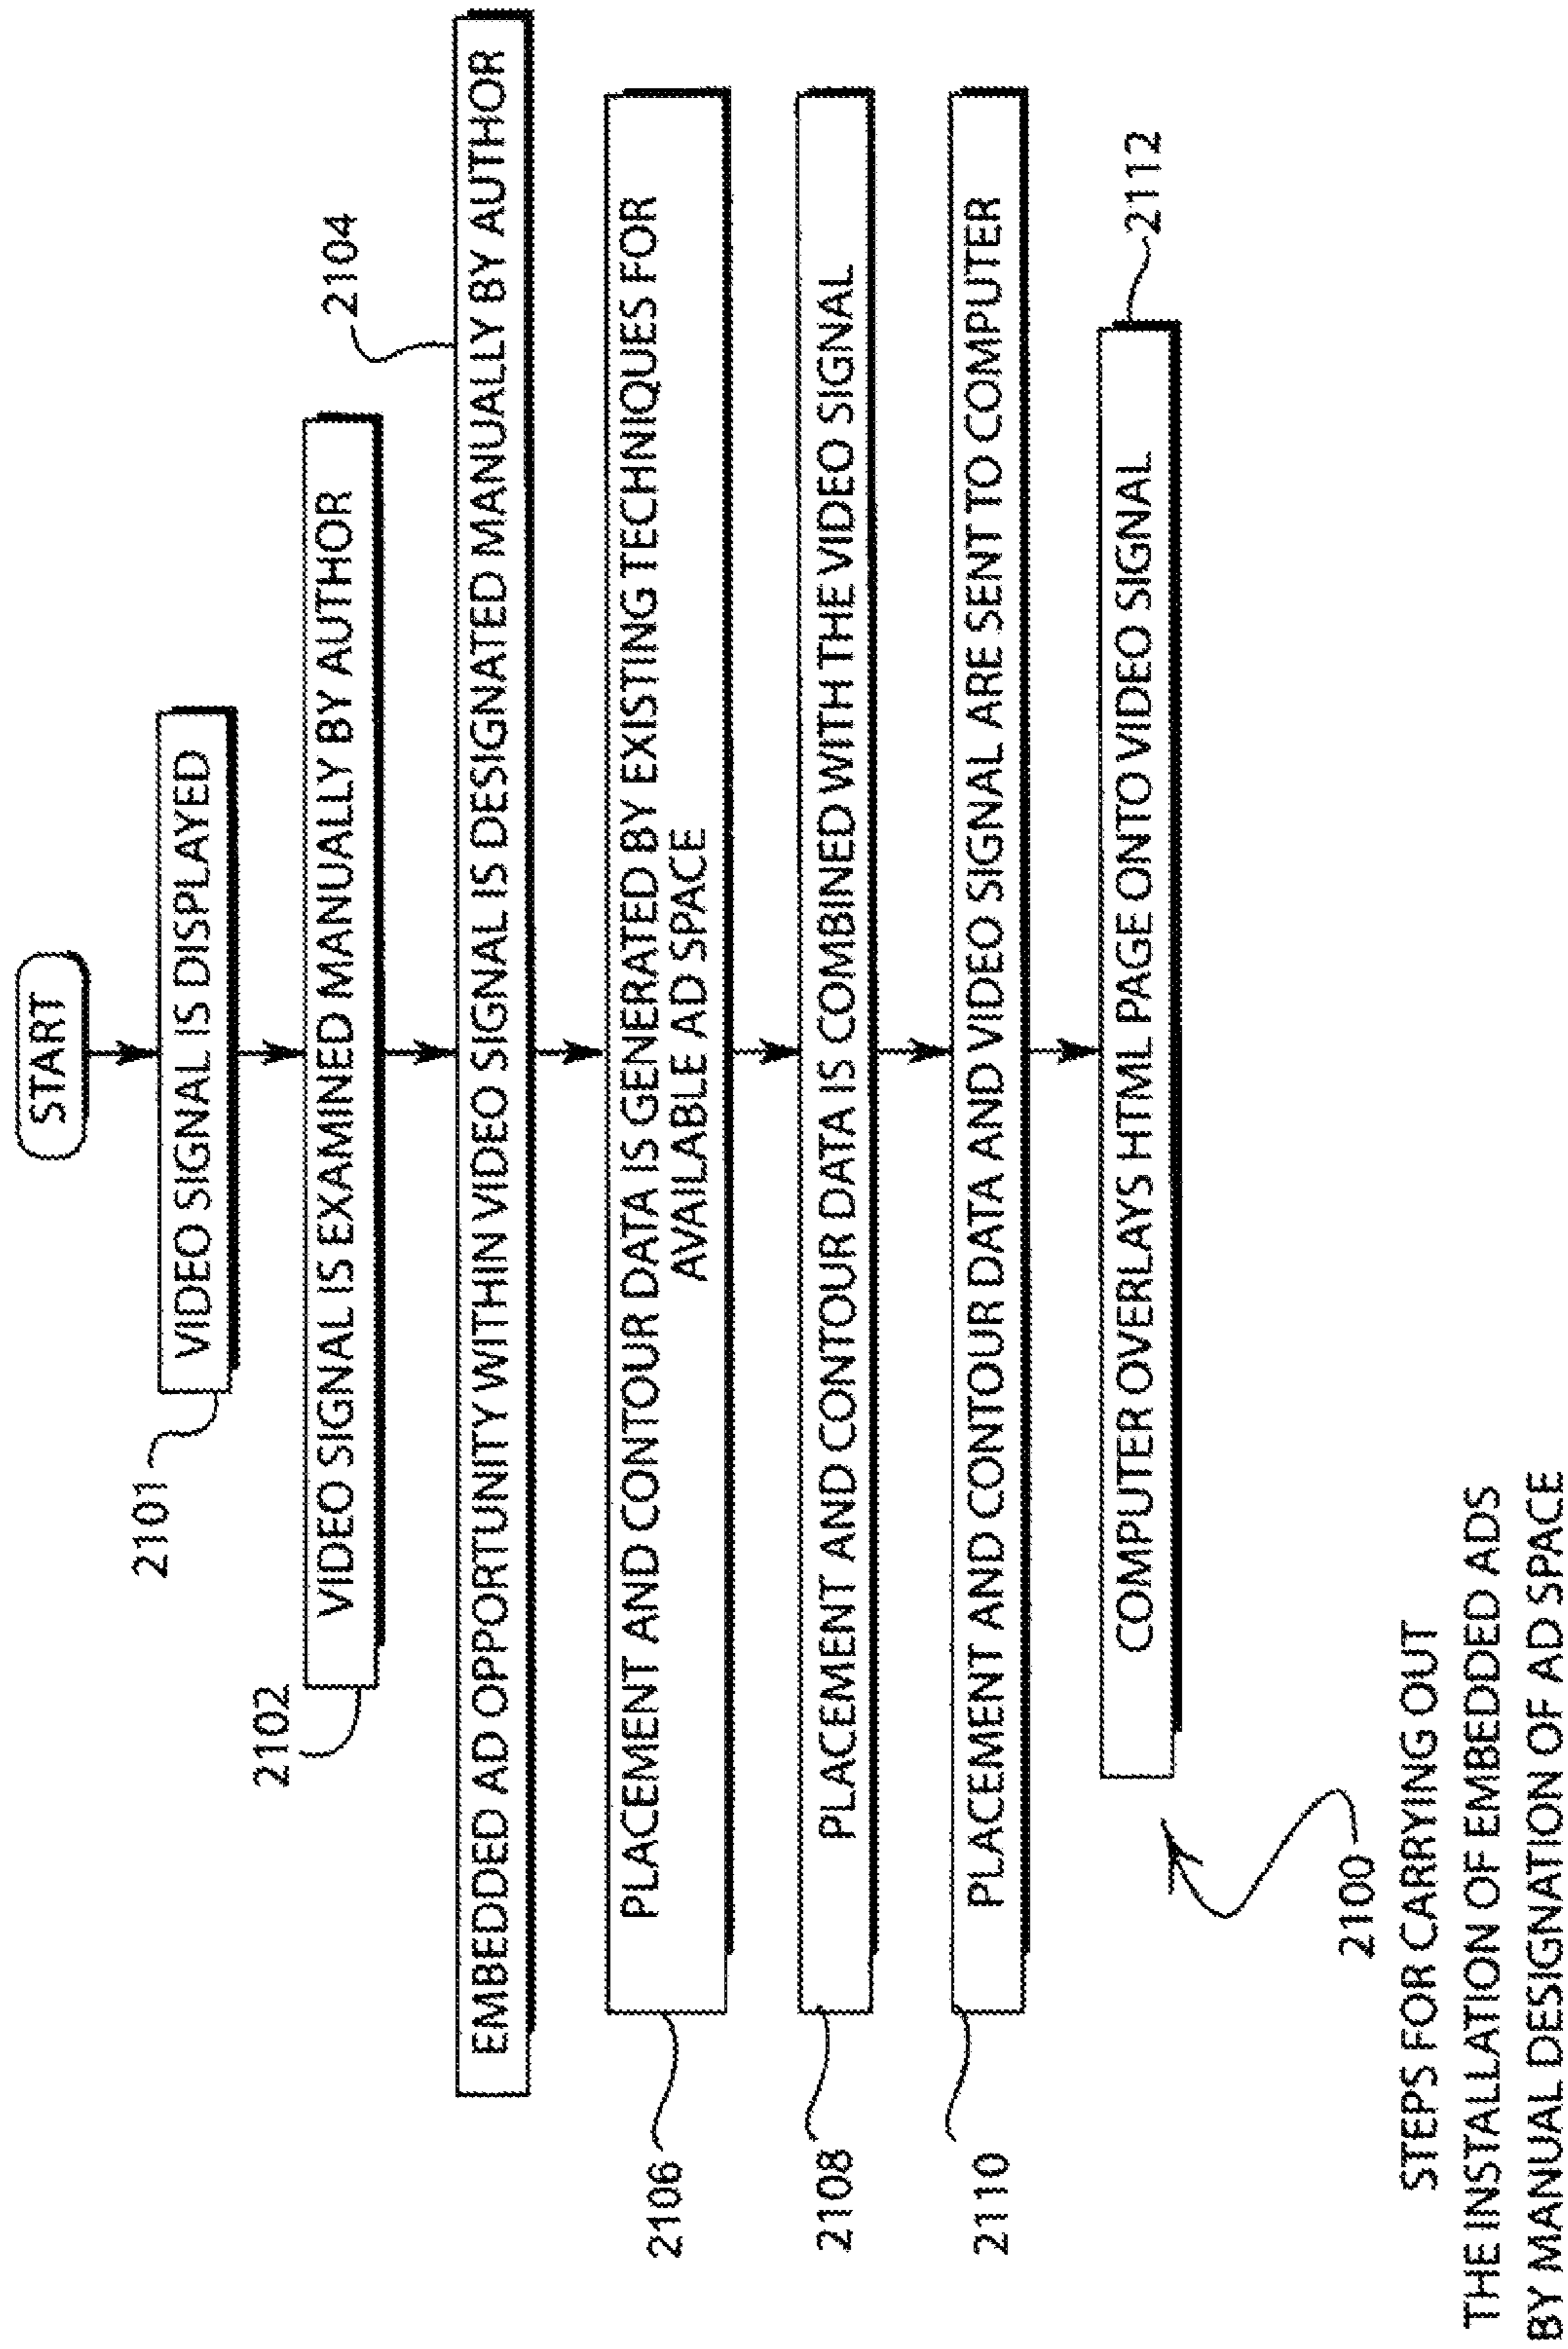 START
2101
VIDEO SIGNAL IS DISPLAYED
2102
VIDEO SIGNAL IS EXAMINED MANUALLY BY AUTHOR
2104
EMBEDDED AD OPPORTUNITY WITHIN VIDEO SIGNAL IS DESIGNATED MANUALLY BY AUTHOR
2106
PLACEMENT AND CONTOUR DATA IS GENERATED BY EXISTING TECHNIQUES FOR
AVAILABLE AD SPACE
2108
PLACEMENT AND CONTOUR DATA IS COMBINED WITH THE VIDEO SIGNAL
2110
PLACEMENT AND CONTOUR DATA AND VIDEO SIGNAL ARE SENT TO COMPUTER
2112
COMPUTER OVERLAYS HTML PAGE ONTO VIDEO SIGNAL
2100
STEPS FOR CARRYING OUT
THE INSTALLATION OF EMBEDDED ADS
BY MANUAL DESIGNATION OF AD SPACE